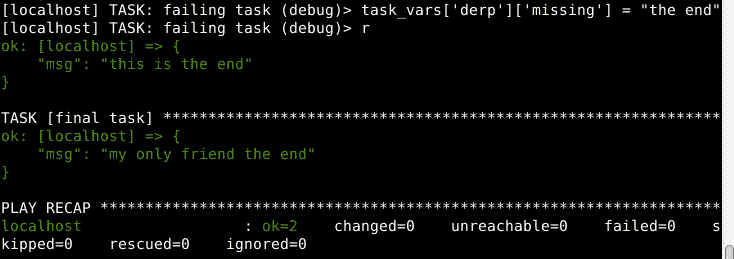 [localhost] TASK: failing task (debug)> task_vars['derp']['missing'] = "the end"
[localhost] TASK: failing task (debug)> r
ok: [localhost] => {
    "msg": "this is the end"
}

TASK [final task] **************************************************************
ok: [localhost] => {
    "msg": "my only friend the end"
}

PLAY RECAP *********************************************************************
localhost                  : ok=2    changed=0    unreachable=0    failed=0    s
kipped=0    rescued=0    ignored=0